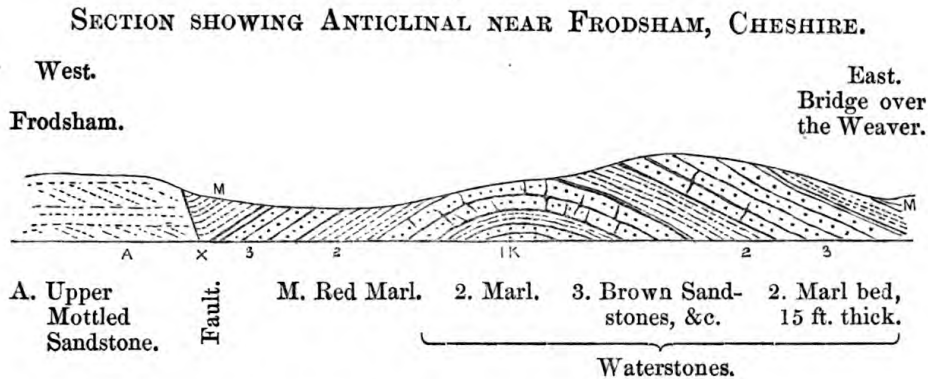 SECTION SHOWING ANTICLINAL NEAR FRODSHAM, CHESHIRE.
West.
Frodsham.
East.
Bridge over
the Weaver.
M
M
A X 3 2 1K 2 3
A. Upper
Mottled
Sandstone.
Fault.
M. Red Marl.
2. Marl.
3. Brown Sand-
stones, &c.
2. Marl bed,
15 ft. thick.
Waterstones.